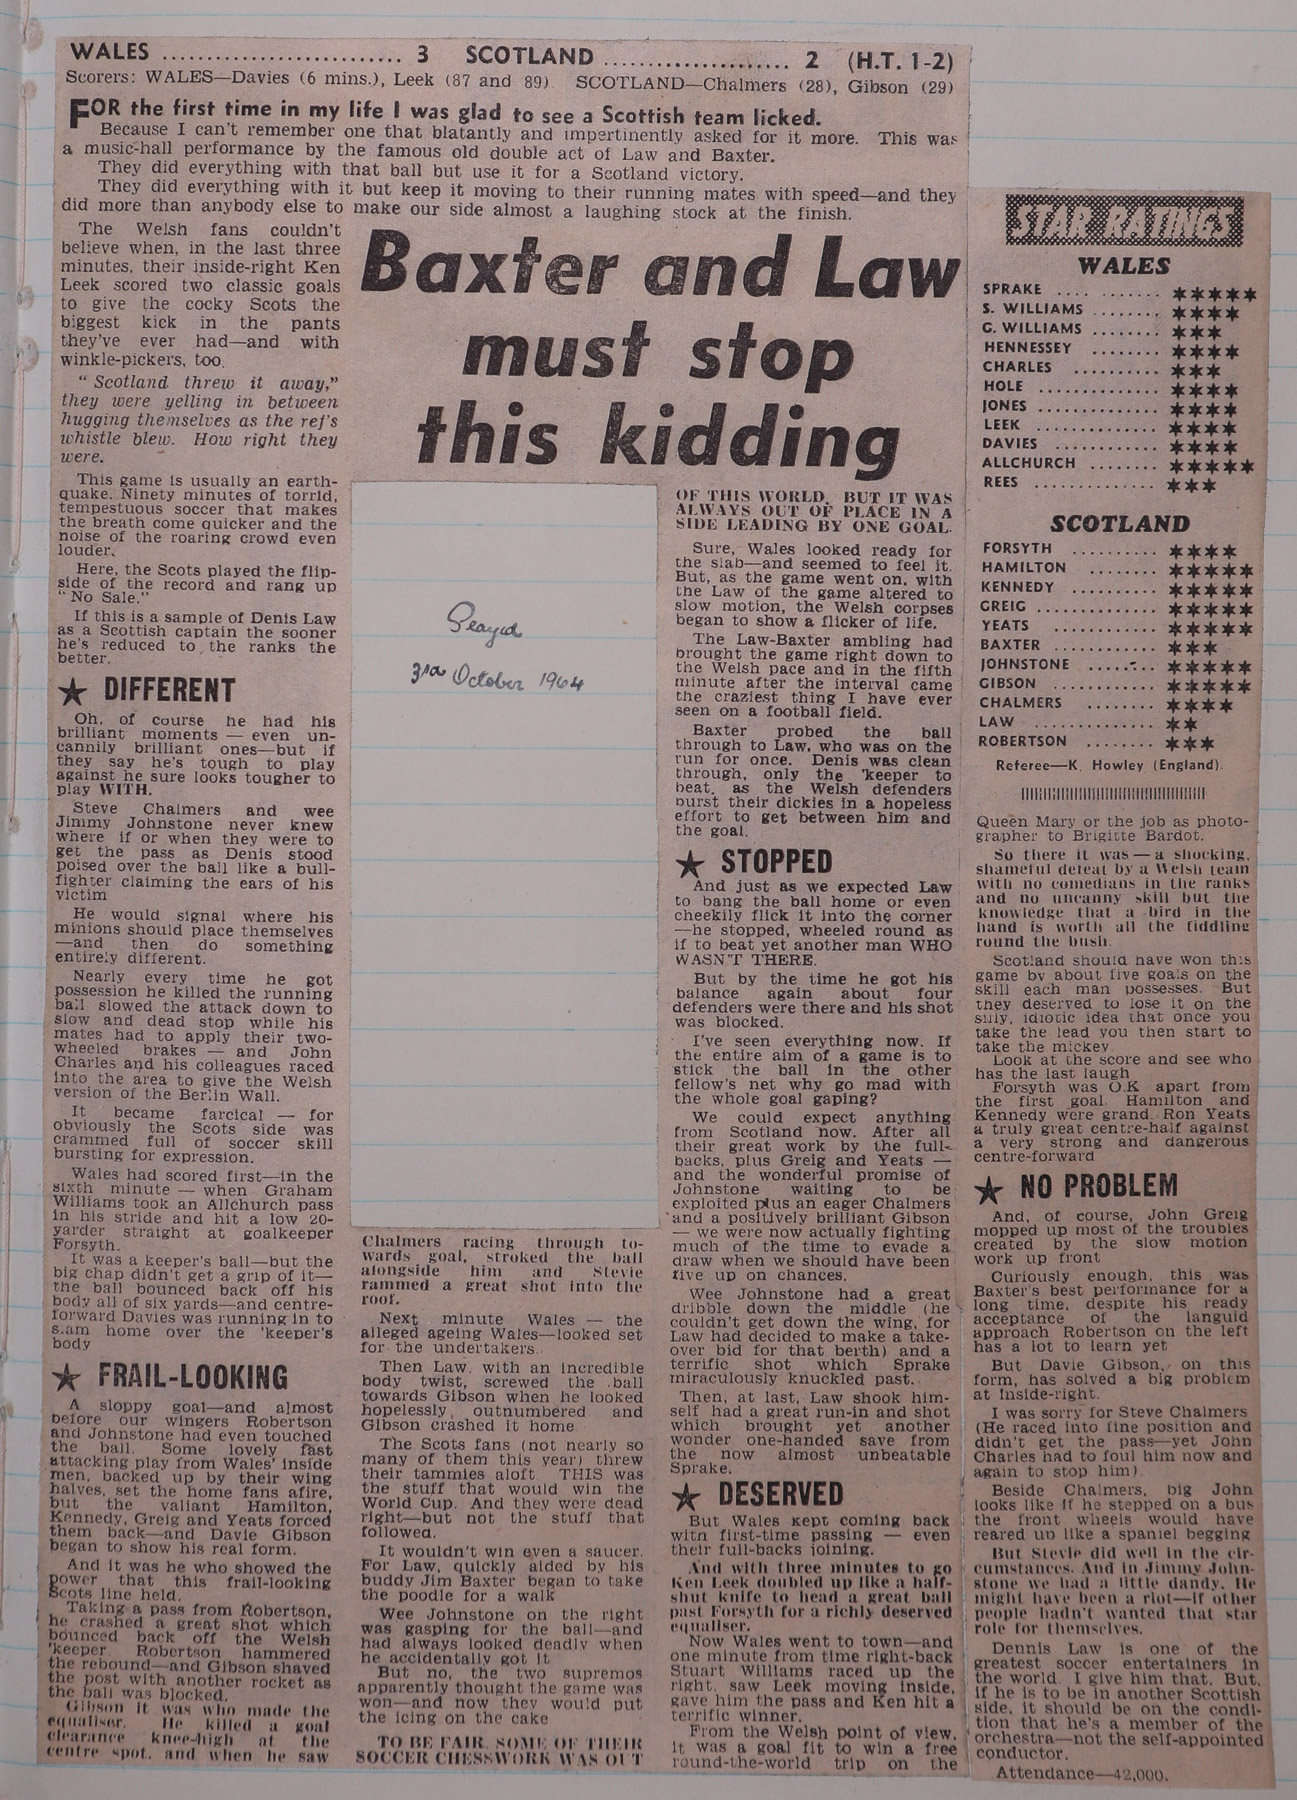 WALES ........................... 3 SCOTLAND ..................... 2 (H.T. 1-2)
Scorers: WALES—Davies (6 mins.), Leek (87 and 89) SCOTLAND—Chalmers (28), Gibson (29)
FOR the first time in my life I was glad to see a Scottish team licked.
Because I can't remember one that blatantly and impertinently asked for it more. This was
a music-hall performance by the famous old double act of Law and Baxter.
They did everything with that ball but use it for a Scotland victory.
They did everything with it but keep it moving to their running mates with speed—and they
did more than anybody else to make our side almost a laughing stock at the finish.
Baxter and Law
must stop
this kidding
The Welsh fans couldn't
believe when, in the last three
minutes, their inside-right Ken
Leek scored two classic goals
to give the cocky Scots the
biggest kick in the pants
they've ever had—and with
winkle-pickers, too.
"Scotland threw it away,"
they were yelling in between
hugging themselves as the ref's
whistle blew. How right they
were.
This game is usually an earth-
quake. Ninety minutes of torrid,
tempestuous soccer that makes
the breath come quicker and the
noise of the roaring crowd even
louder.
Here, the Scots played the flip-
side of the record and rang up
"No Sale."
If this is a sample of Denis Law
as a Scottish captain the sooner
he's reduced to the ranks the
better.
★ DIFFERENT
Oh, of course he had his
brilliant moments — even un-
cannily brilliant ones—but if
they say he's tough to play
against he sure looks tougher to
play WITH.
Steve Chalmers and wee
Jimmy Johnstone never knew
where if or when they were to
get the pass as Denis stood
poised over the ball like a bull-
fighter claiming the ears of his
victim
He would signal where his
minions should place themselves
—and then do something
entirely different.
Nearly every time he got
possession he killed the running
ball slowed the attack down to
slow and dead stop while his
mates had to apply their two-
wheeled brakes — and John
Charles and his colleagues raced
into the area to give the Welsh
version of the Berlin Wall.
It became farcical — for
obviously the Scots side was
crammed full of soccer skill
bursting for expression.
Wales had scored first—in the
sixth minute — when Graham
Williams took an Allchurch pass
in his stride and hit a low 20-
yarder straight at goalkeeper
Forsyth.
It was a keeper's ball—but the
big chap didn't get a grip of it—
the ball bounced back off his
body all of six yards—and centre-
forward Davies was running in to
slam home over the 'keeper's
body
★ FRAIL-LOOKING
A sloppy goal—and almost
before our wingers Robertson
and Johnstone had even touched
the ball. Some lovely fast
attacking play from Wales' inside
men, backed up by their wing
halves, set the home fans afire,
but the valiant Hamilton,
Kennedy, Greig and Yeats forced
them back—and Davie Gibson
began to show his real form.
And it was he who showed the
power that this frail-looking
Scots line held.
Taking a pass from Robertson,
he crashed a great shot which
bounced back off the Welsh
'keeper. Robertson hammered
the rebound—and Gibson shaved
the post with another rocket as
the ball was blocked.
Gibson it was who made the
equaliser. He killed a goal
clearance knee-high at the
centre spot, and when he saw
Played
3rd October 1964
Chalmers racing through to-
wards goal, stroked the ball
alongside him and Stevie
rammed a great shot into the
roof.
Next minute Wales — the
alleged ageing Wales—looked set
for the undertakers.
Then Law, with an incredible
body twist, screwed the ball
towards Gibson when he looked
hopelessly outnumbered and
Gibson crashed it home
The Scots fans (not nearly so
many of them this year) threw
their tammies aloft THIS was
the stuff that would win the
World Cup. And they were dead
right—but not the stuff that
followed.
It wouldn't win even a saucer.
For Law, quickly aided by his
buddy Jim Baxter began to take
the poodle for a walk
Wee Johnstone on the right
was gasping for the ball—and
had always looked deadly when
he accidentally got it
But no, the two supremos
apparently thought the game was
won—and now they would put
the icing on the cake
TO BE FAIR, SOME OF THEIR
SOCCER CHESSWORK WAS OUT
OF THIS WORLD. BUT IT WAS
ALWAYS OUT OF PLACE IN A
SIDE LEADING BY ONE GOAL.
Sure, Wales looked ready for
the slab—and seemed to feel it.
But, as the game went on, with
the Law of the game altered to
slow motion, the Welsh corpses
began to show a flicker of life.
The Law-Baxter ambling had
brought the game right down to
the Welsh pace and in the fifth
minute after the interval came
the craziest thing I have ever
seen on a football field.
Baxter probed the ball
through to Law, who was on the
run for once. Denis was clean
through, only the 'keeper to
beat, as the Welsh defenders
burst their dickies in a hopeless
effort to get between him and
the goal.
★ STOPPED
And just as we expected Law
to bang the ball home or even
cheekily flick it into the corner
—he stopped, wheeled round as
if to beat yet another man WHO
WASN'T THERE.
But by the time he got his
balance again about four
defenders were there and his shot
was blocked.
I've seen everything now. If
the entire aim of a game is to
stick the ball in the other
fellow's net why go mad with
the whole goal gaping?
We could expect anything
from Scotland now. After all
their great work by the full-
backs, plus Greig and Yeats —
and the wonderful promise of
Johnstone waiting to be
exploited plus an eager Chalmers
and a positively brilliant Gibson
— we were now actually fighting
much of the time to evade a
draw when we should have been
five up on chances.
Wee Johnstone had a great
dribble down the middle (he
couldn't get down the wing, for
Law had decided to make a take-
over bid for that berth) and a
terrific shot which Sprake
miraculously knuckled past.
Then, at last, Law shook him-
self had a great run-in and shot
which brought yet another
wonder one-handed save from
the now almost unbeatable
Sprake.
★ DESERVED
But Wales kept coming back
with first-time passing — even
their full-backs joining.
And with three minutes to go
Ken Leek doubled up like a half-
shut knife to head a great ball
past Forsyth for a richly deserved
equaliser.
Now Wales went to town—and
one minute from time right-back
Stuart Williams raced up the
right, saw Leek moving inside,
gave him the pass and Ken hit a
terrific winner.
From the Welsh point of view,
it was a goal fit to win a free
round-the-world trip on the
STAR RATINGS
WALES
SPRAKE .... ....... ★★★★★
S. WILLIAMS ........ ★★★★
G. WILLIAMS ........ ★★★
HENNESSEY ........ ★★★★
CHARLES ........ ★★★
HOLE ............ ★★★★
JONES ............ ★★★★
LEEK ............ ★★★★
DAVIES ........... ★★★★
ALLCHURCH ........ ★★★★★
REES ............ ★★★
SCOTLAND
FORSYTH .......... ★★★★
HAMILTON ........ ★★★★★
KENNEDY .......... ★★★★★
GREIG ............ ★★★★★
YEATS ............ ★★★★★
BAXTER .......... ★★★
JOHNSTONE ....... ★★★★★
GIBSON ........... ★★★★★
CHALMERS ........ ★★★★
LAW ............. ★★
ROBERTSON ........ ★★★
Referee—K. Howley (England).
Queen Mary or the job as photo-
grapher to Brigitte Bardot.
So there it was — a shocking,
shameful defeat by a Welsh team
with no comedians in the ranks
and no uncanny skill but the
knowledge that a bird in the
hand is worth all the fiddling
round the bush.
Scotland should have won this
game by about five goals on the
skill each man possesses. But
they deserved to lose it on the
silly, idiotic idea that once you
take the lead you then start to
take the mickey.
Look at the score and see who
has the last laugh
Forsyth was O.K apart from
the first goal. Hamilton and
Kennedy were grand. Ron Yeats
a truly great centre-half against
a very strong and dangerous
centre-forward
★ NO PROBLEM
And, of course, John Greig
mopped up most of the troubles
created by the slow motion
work up front
Curiously enough, this was
Baxter's best performance for a
long time, despite his ready
acceptance of the languid
approach Robertson on the left
has a lot to learn yet
But Davie Gibson, on this
form, has solved a big problem
at inside-right.
I was sorry for Steve Chalmers
(He raced into fine position and
didn't get the pass—yet John
Charles had to foul him now and
again to stop him).
Beside Chalmers, big John
looks like if he stepped on a bus
the front wheels would have
reared up like a spaniel begging
But Stevie did well in the cir-
cumstances. And in Jimmy John-
stone we had a little dandy. He
might have been a riot—if other
people hadn't wanted that star
role for themselves.
Dennis Law is one of the
greatest soccer entertainers in
the world. I give him that. But,
if he is to be in another Scottish
side, it should be on the condi-
tion that he's a member of the
orchestra—not the self-appointed
conductor.
Attendance—42,000.